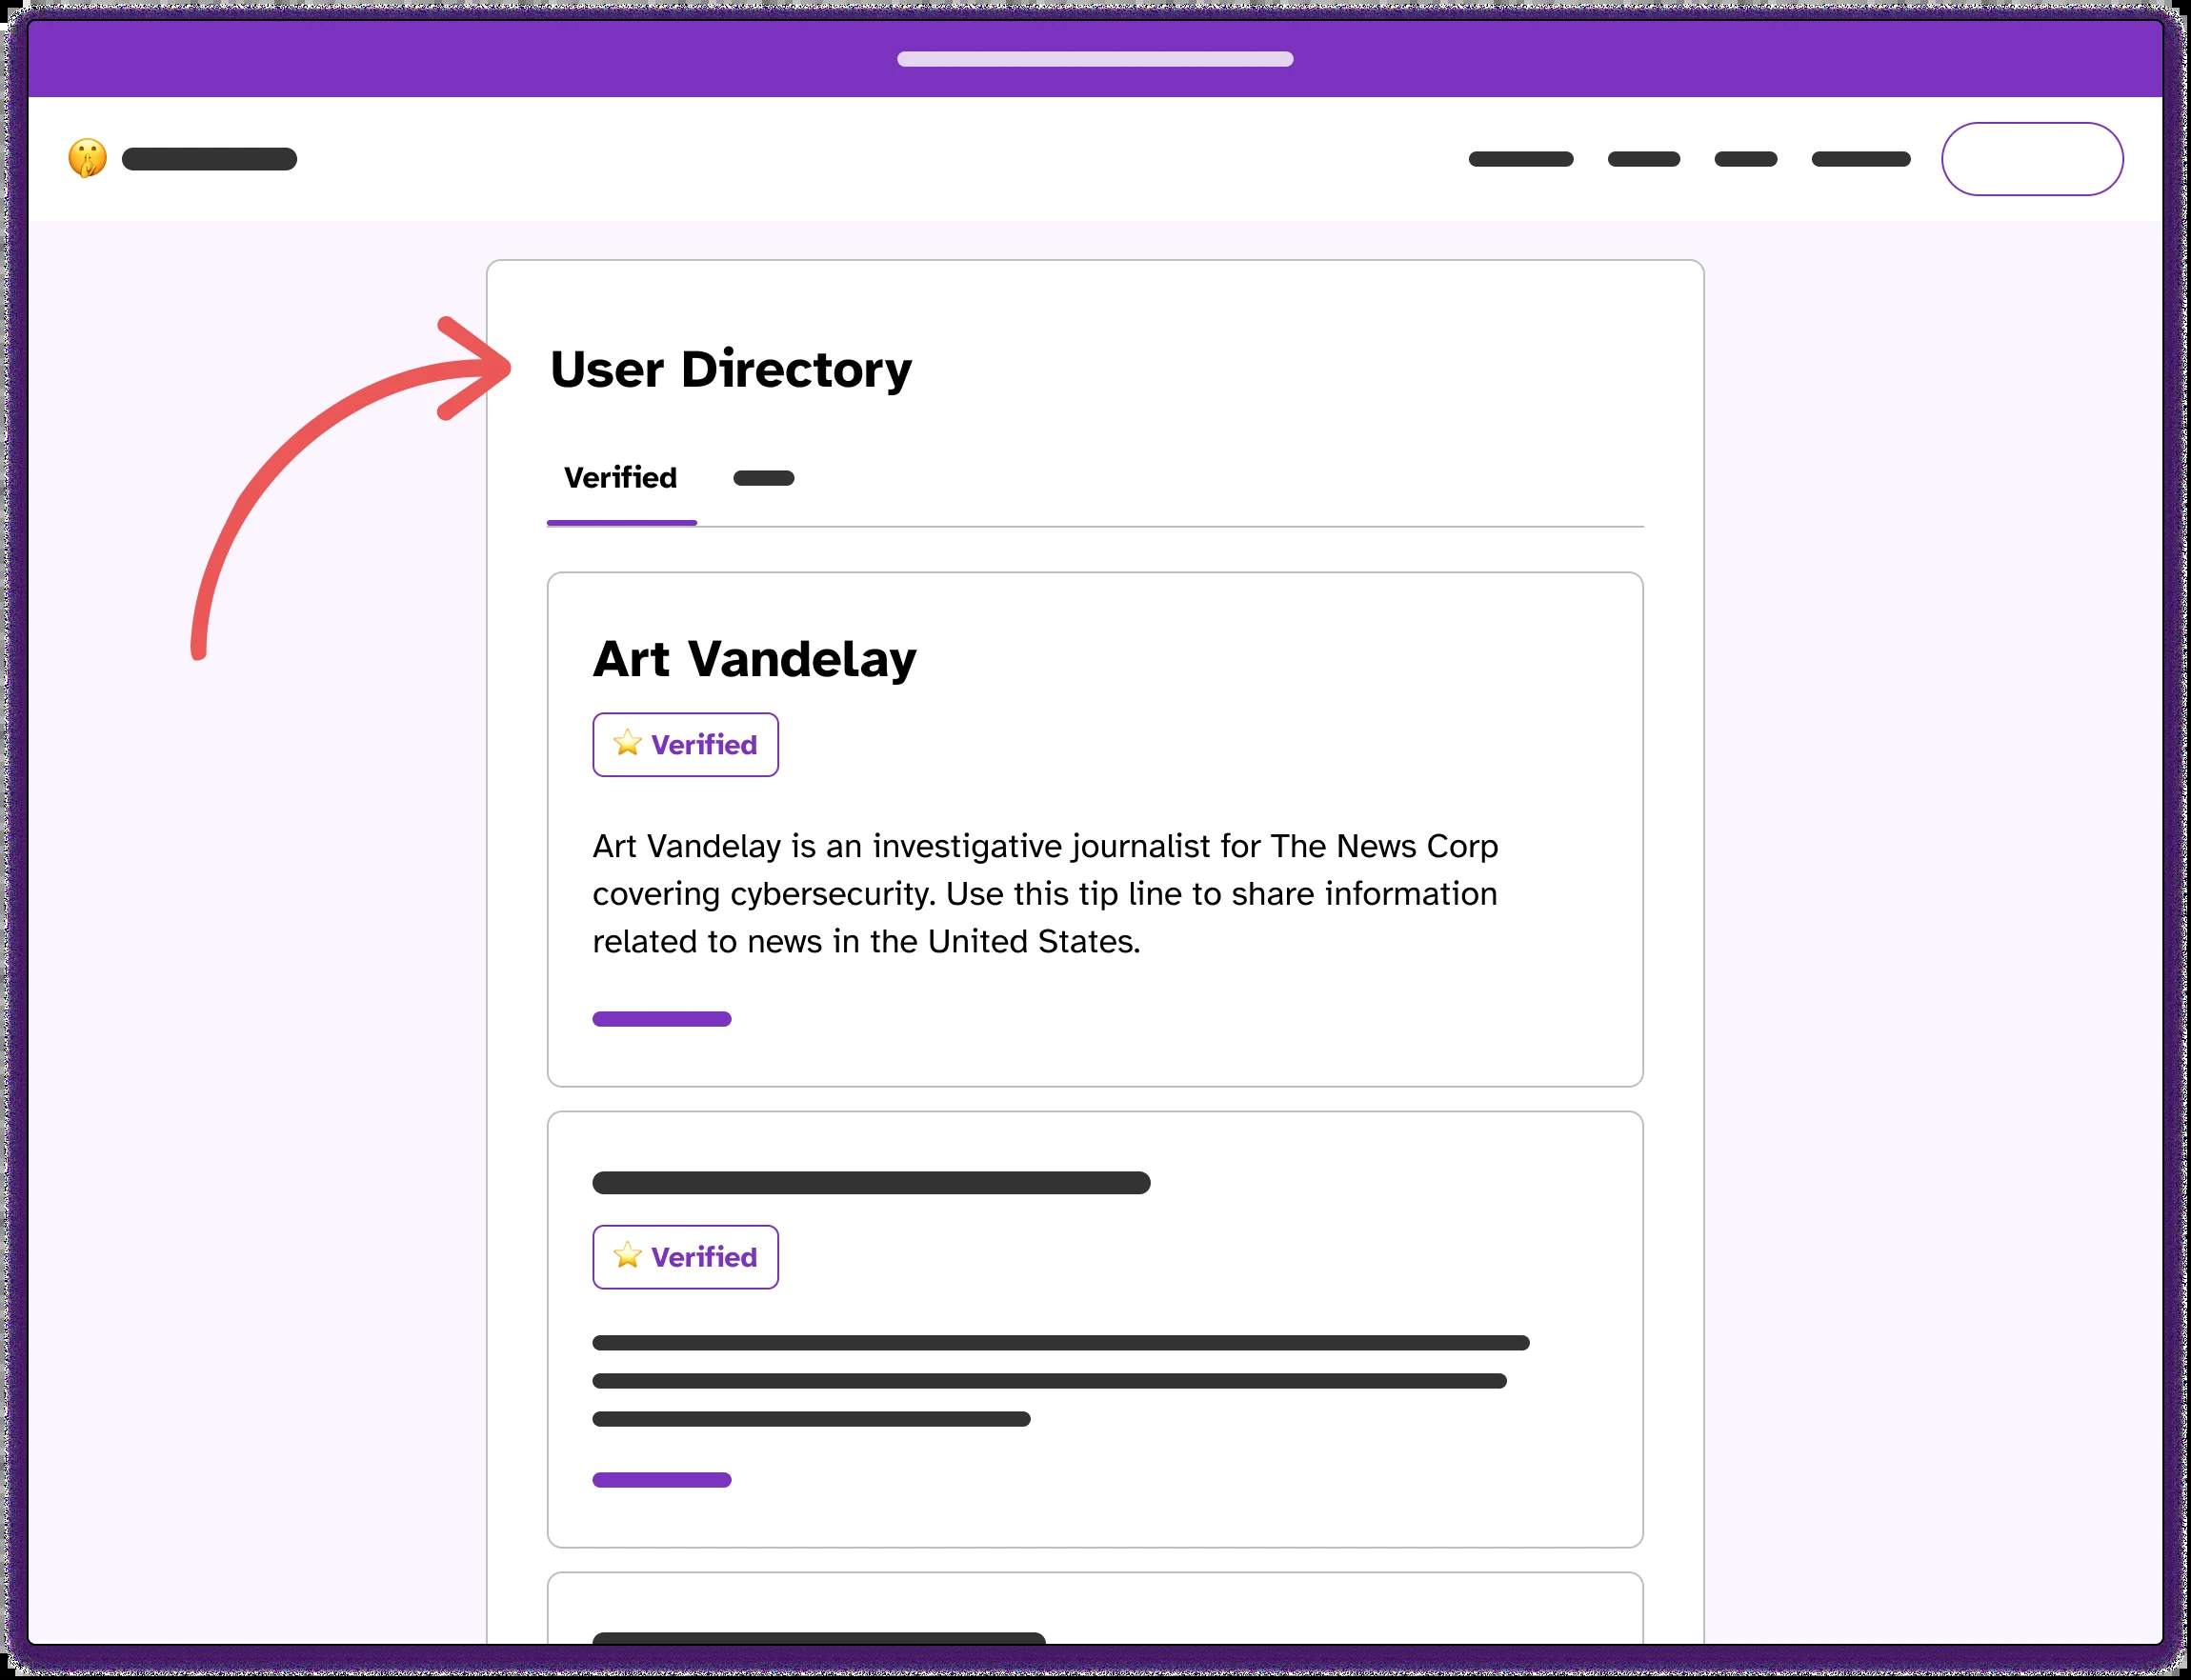 User Directory
Verified
Art Vandelay
Verified
Art Vandelay is an investigative journalist for The News Corp
covering cybersecurity. Use this tip line to share information
related to news in the United States.
Verified